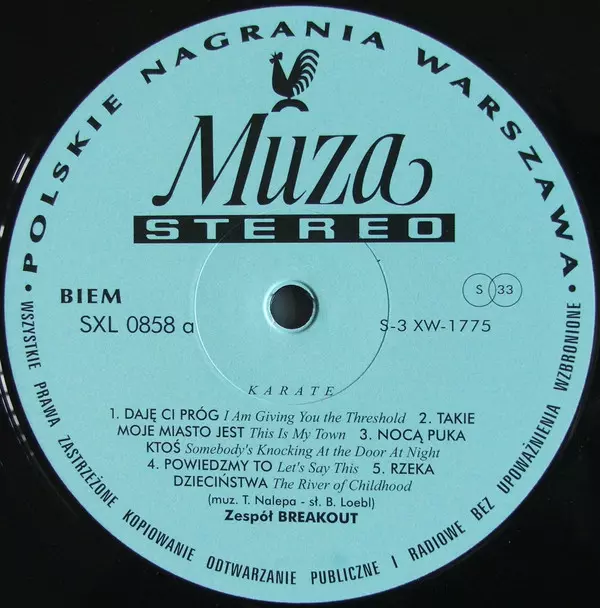 • POLSKIE NAGRANIA WARSZAWA •
Muza
STEREO
BIEM
S 33
SXL 0858 a
S-3 XW-1775
KARATE
1. DAJĘ CI PRÓG I Am Giving You the Threshold 2. TAKIE
MOJE MIASTO JEST This Is My Town 3. NOCĄ PUKA
KTOŚ Somebody's Knocking At the Door At Night
4. POWIEDZMY TO Let's Say This 5. RZEKA
DZIECIŃSTWA The River of Childhood
(muz. T. Nalepa - sł. B. Loebl)
Zespół BREAKOUT
WSZYSTKIE PRAWA ZASTRZEŻONE KOPIOWANIE ODTWARZANIE PUBLICZNE I RADIOWE BEZ UPOWAŻNIENIA WZBRONIONE